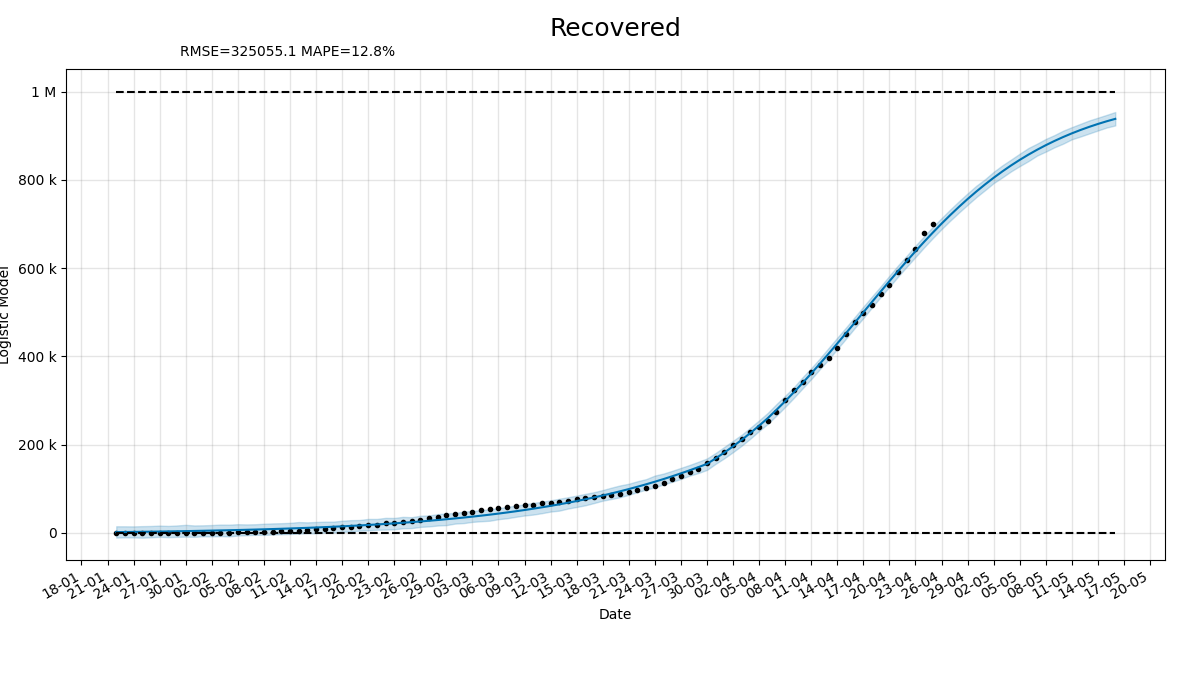 Recovered
RMSE=325055.1 MAPE=12.8%
1 M
800 k
600 k
400 k
200 k
0
Logistic Model
18-01 21-01 24-01 27-01 30-01 02-02 05-02 08-02 11-02 14-02 17-02 20-02 23-02 26-02 29-02 03-03 06-03 09-03 12-03 15-03 18-03 21-03 24-03 27-03 30-03 02-04 05-04 08-04 11-04 14-04 17-04 20-04 23-04 26-04 29-04 02-05 05-05 08-05 11-05 14-05 17-05 20-05
Date